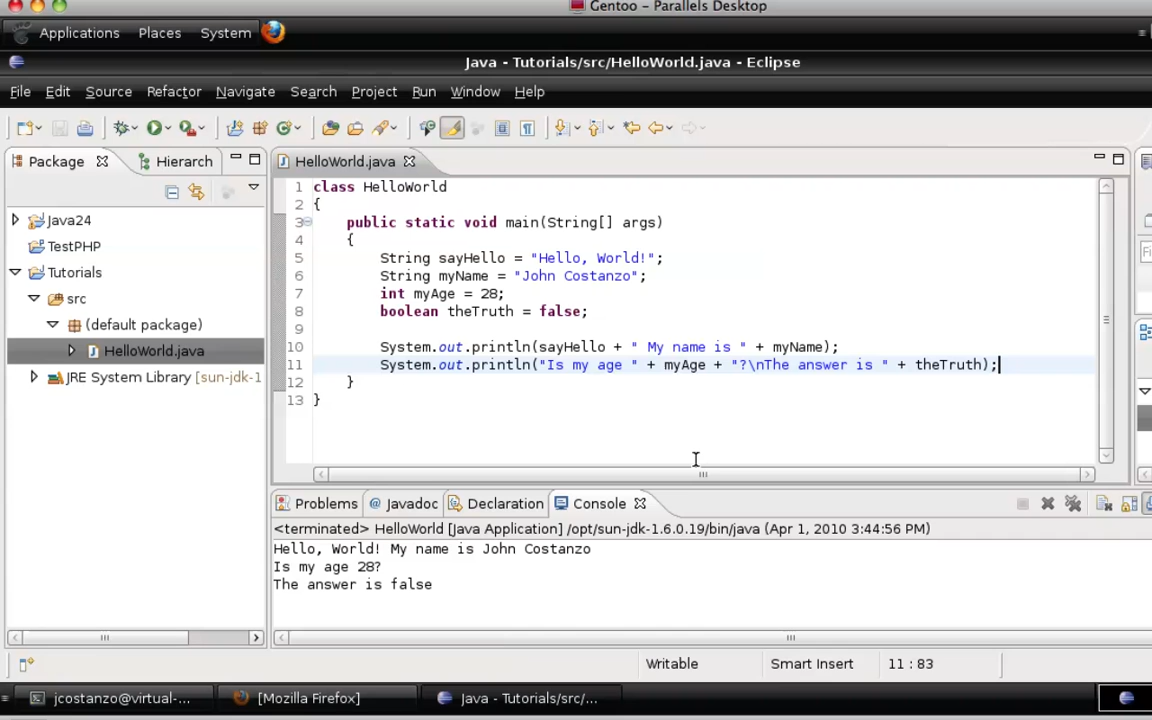 Gentoo - Parallels Desktop
Applications Places System
Java - Tutorials/src/HelloWorld.java - Eclipse
File Edit Source Refactor Navigate Search Project Run Window Help
Package Hierarch
HelloWorld.java
Java24
TestPHP
Tutorials
src
(default package)
HelloWorld.java
JRE System Library [sun-jdk-1
1 class HelloWorld
2 {
3 public static void main(String[] args)
4 {
5 String sayHello = "Hello, World!";
6 String myName = "John Costanzo";
7 int myAge = 28;
8 boolean theTruth = false;
9
10 System.out.println(sayHello + " My name is " + myName);
11 System.out.println("Is my age " + myAge + "?\nThe answer is " + theTruth);
12 }
13 }
Problems @ Javadoc Declaration Console
<terminated> HelloWorld [Java Application] /opt/sun-jdk-1.6.0.19/bin/java (Apr 1, 2010 3:44:56 PM)
Hello, World! My name is John Costanzo
Is my age 28?
The answer is false
Writable Smart Insert 11 : 83
jcostanzo@virtual-... [Mozilla Firefox] Java - Tutorials/src/...